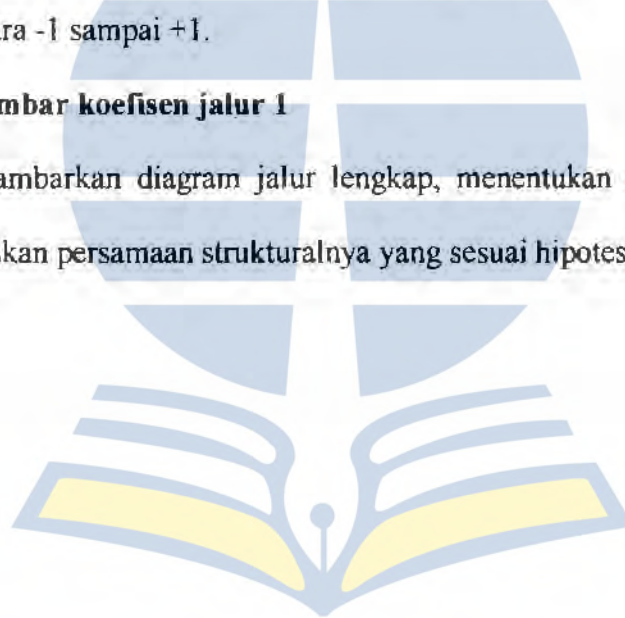 ra -1 sampai +1.
mbar koefisen jalur 1
ambarkan diagram jalur lengkap, menentukan
kan persamaan strukturalnya yang sesuai hipotes